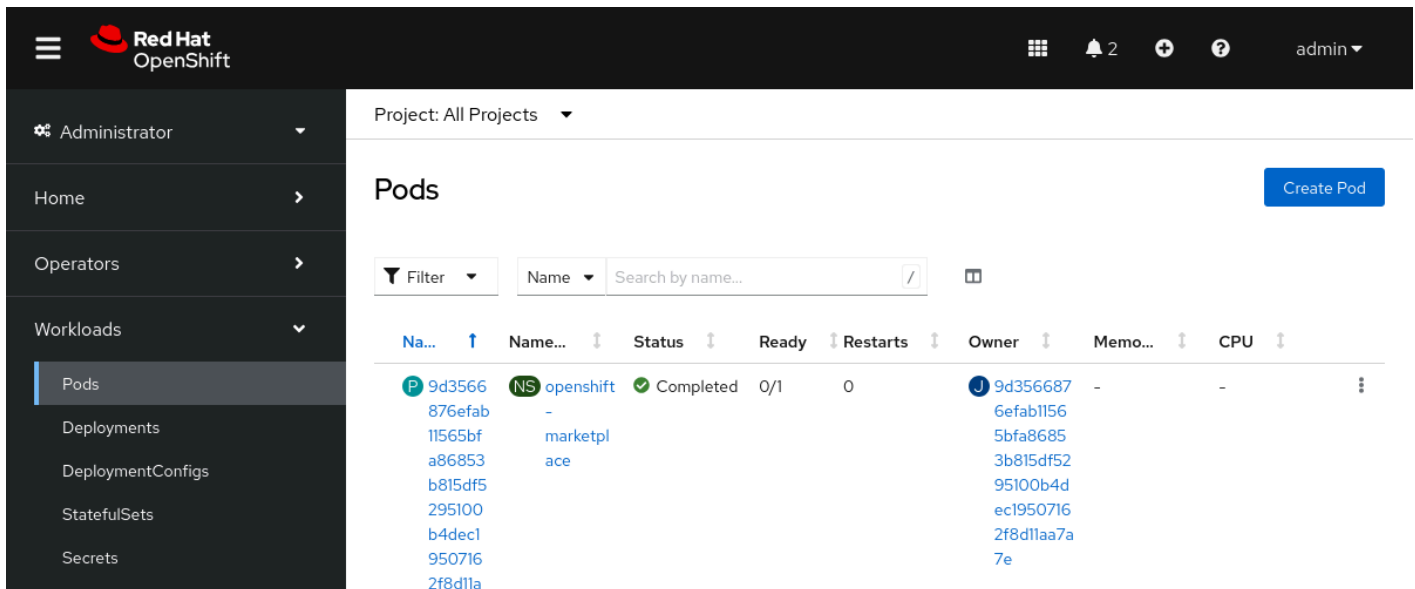 Red Hat
OpenShift
2
admin
Administrator
Home
Operators
Workloads
Pods
Deployments
DeploymentConfigs
StatefulSets
Secrets
Project: All Projects
Pods
Create Pod
Filter
Name
Search by name...
/
Na... Name... Status Ready Restarts Owner Memo... CPU
P 9d3566 NS openshift Completed 0/1 0 J 9d356687 - -
876efab - 6efab1156
11565bf marketpl 5bfa8685
a86853 ace 3b815df52
b815df5 95100b4d
295100 ec1950716
b4dec1 2f8d11aa7a
950716 7e
2f8d11a